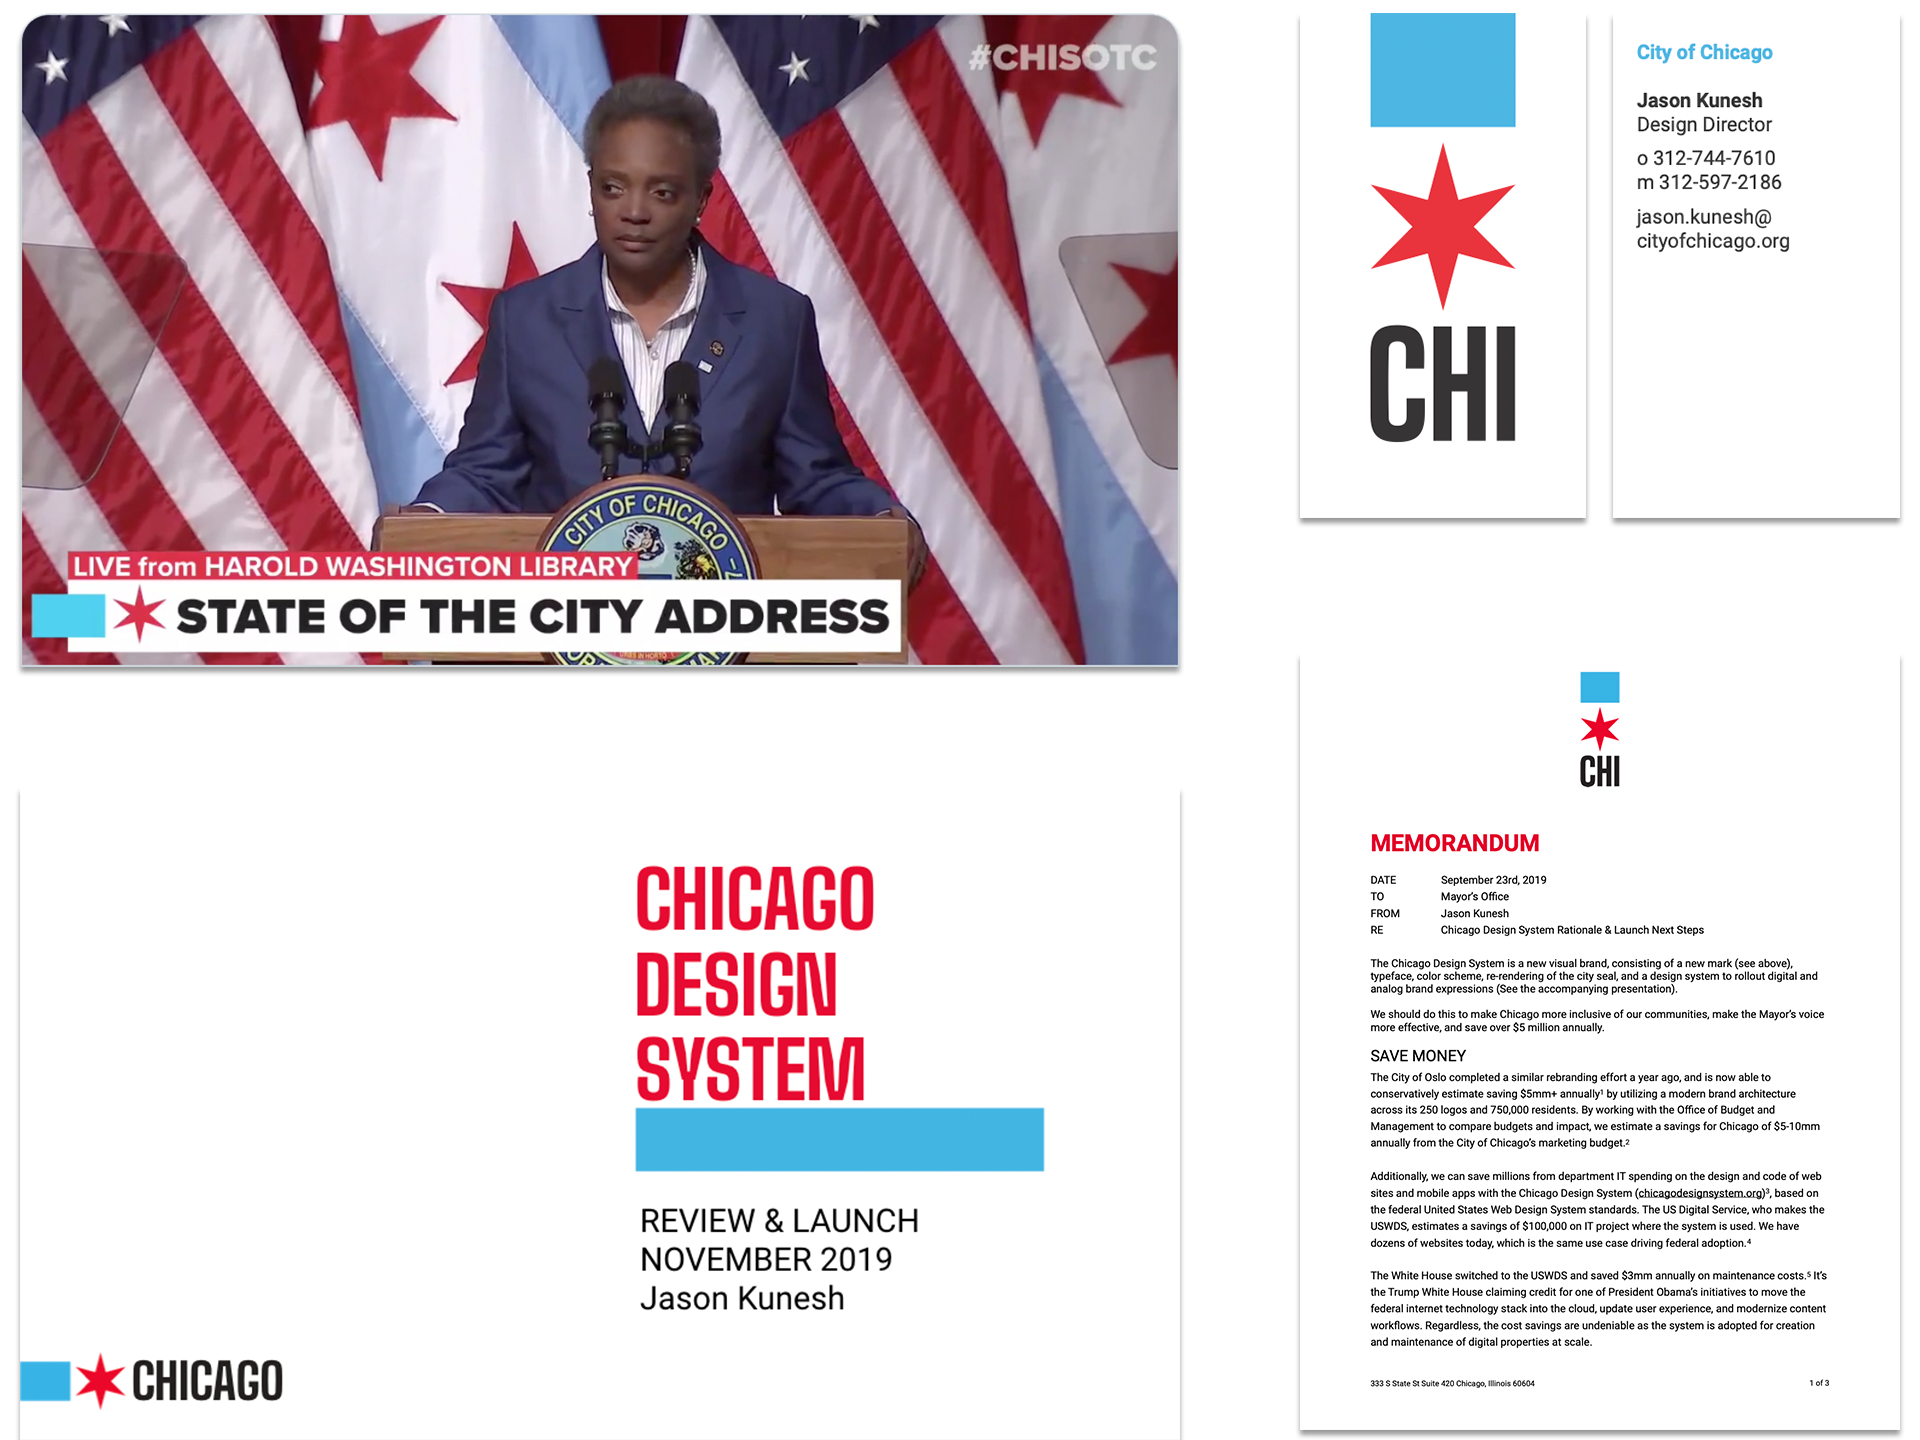 #CHISOTC
CITY OF CHICAGO
LIVE from HAROLD WASHINGTON LIBRARY
STATE OF THE CITY ADDRESS
CHI
City of Chicago
Jason Kunesh
Design Director
o 312-744-7610
m 312-597-2186
jason.kunesh@
cityofchicago.org
CHICAGO
DESIGN
SYSTEM
REVIEW & LAUNCH
NOVEMBER 2019
Jason Kunesh
CHICAGO
CHI
MEMORANDUM
DATE September 23rd, 2019
TO Mayor's Office
FROM Jason Kunesh
RE Chicago Design System Rationale & Launch Next Steps
The Chicago Design System is a new visual brand, consisting of a new mark (see above),
typeface, color scheme, re-rendering of the city seal, and a design system to rollout digital and
analog brand expressions (See the accompanying presentation).
We should do this to make Chicago more inclusive of our communities, make the Mayor's voice
more effective, and save over $5 million annually.
SAVE MONEY
The City of Oslo completed a similar rebranding effort a year ago, and is now able to
conservatively estimate saving $5mm+ annually¹ by utilizing a modern brand architecture
across its 250 logos and 750,000 residents. By working with the Office of Budget and
Management to compare budgets and impact, we estimate a savings for Chicago of $5-10mm
annually from the City of Chicago's marketing budget.²
Additionally, we can save millions from department IT spending on the design and code of web
sites and mobile apps with the Chicago Design System (chicagodesignsystem.org)³, based on
the federal United States Web Design System standards. The US Digital Service, who makes the
USWDS, estimates a savings of $100,000 on IT project where the system is used. We have
dozens of websites today, which is the same use case driving federal adoption.⁴
The White House switched to the USWDS and saved $3mm annually on maintenance costs.⁵ It's
the Trump White House claiming credit for one of President Obama's initiatives to move the
federal internet technology stack into the cloud, update user experience, and modernize content
workflows. Regardless, the cost savings are undeniable as the system is adopted for creation
and maintenance of digital properties at scale.
333 S State St Suite 420 Chicago, Illinois 60604
1 of 3